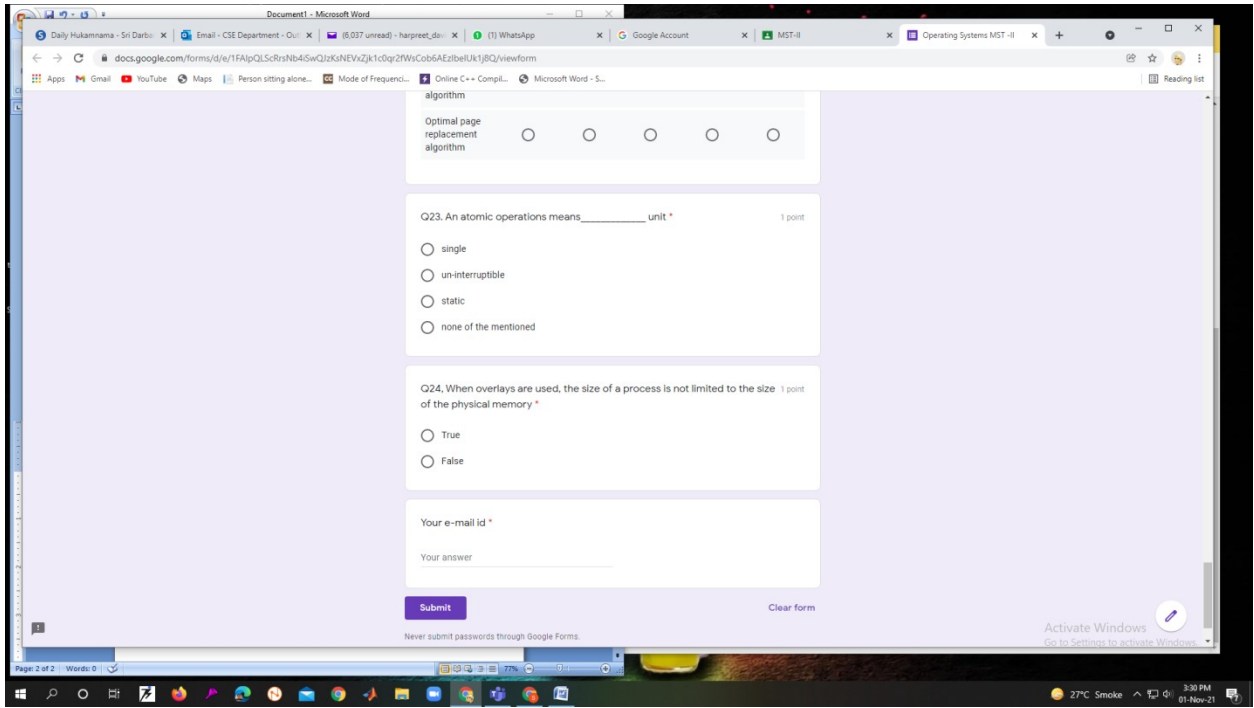 Document1 - Microsoft Word
Daily Hukamnama - Sri Darba
Email - CSE Department - Out
(6,037 unread) - harpreet_dav
(1) WhatsApp
Google Account
MST-II
Operating Systems MST -II
docs.google.com/forms/d/e/1FAIpQLScRrsNb4iSwQJzKsNEVxZjk1c0qr2fWsCob6AEzIbelUk1j8Q/viewform
Apps
Gmail
YouTube
Maps
Person sitting alone...
Mode of Frequenci...
Online C++ Compil...
Microsoft Word - S...
Reading list
algorithm
Optimal page
replacement
algorithm
Q23. An atomic operations means____________ unit *
1 point
single
un-interruptible
static
none of the mentioned
Q24, When overlays are used, the size of a process is not limited to the size
1 point
of the physical memory *
True
False
Your e-mail id *
Your answer
Submit
Clear form
Never submit passwords through Google Forms.
Activate Windows
Go to Settings to activate Windows.
Page: 2 of 2
Words: 0
77%
27°C Smoke
3:30 PM
01-Nov-21